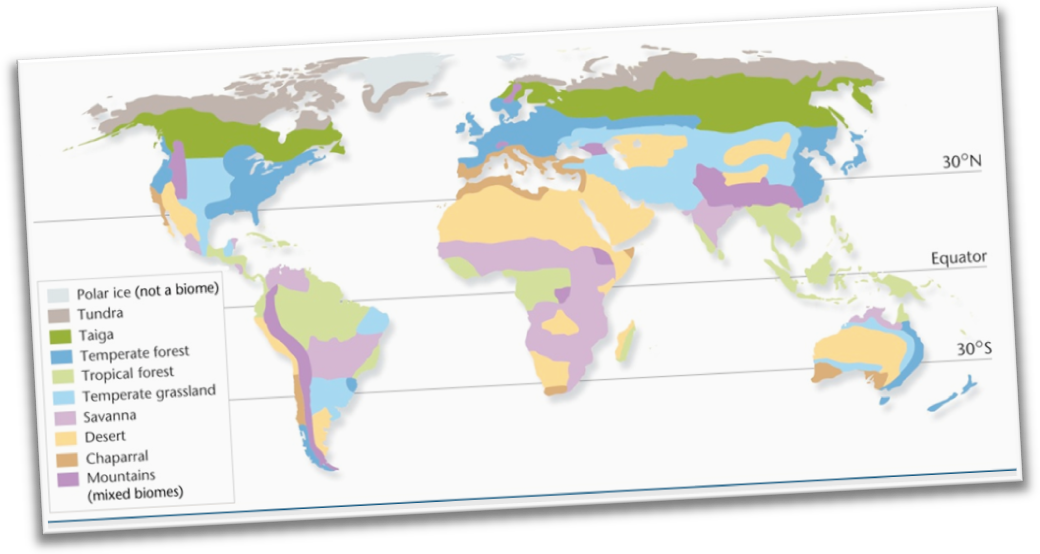 30°N
Equator
30°S
Polar ice (not a biome)
Tundra
Taiga
Temperate forest
Tropical forest
Temperate grassland
Savanna
Desert
Chaparral
Mountains
(mixed biomes)